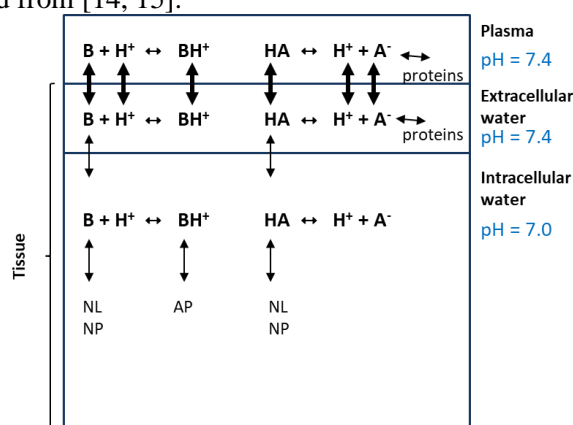 d from [14, 15].
B + H⁺ ↔ BH⁺ HA ↔ H⁺ + A⁻
proteins
Plasma
pH = 7.4
B + H⁺ ↔ BH⁺ HA ↔ H⁺ + A⁻
proteins
Extracellular
water
pH = 7.4
B + H⁺ ↔ BH⁺ HA ↔ H⁺ + A⁻
Intracellular
water
pH = 7.0
Tissue
NL AP NL
NP NP